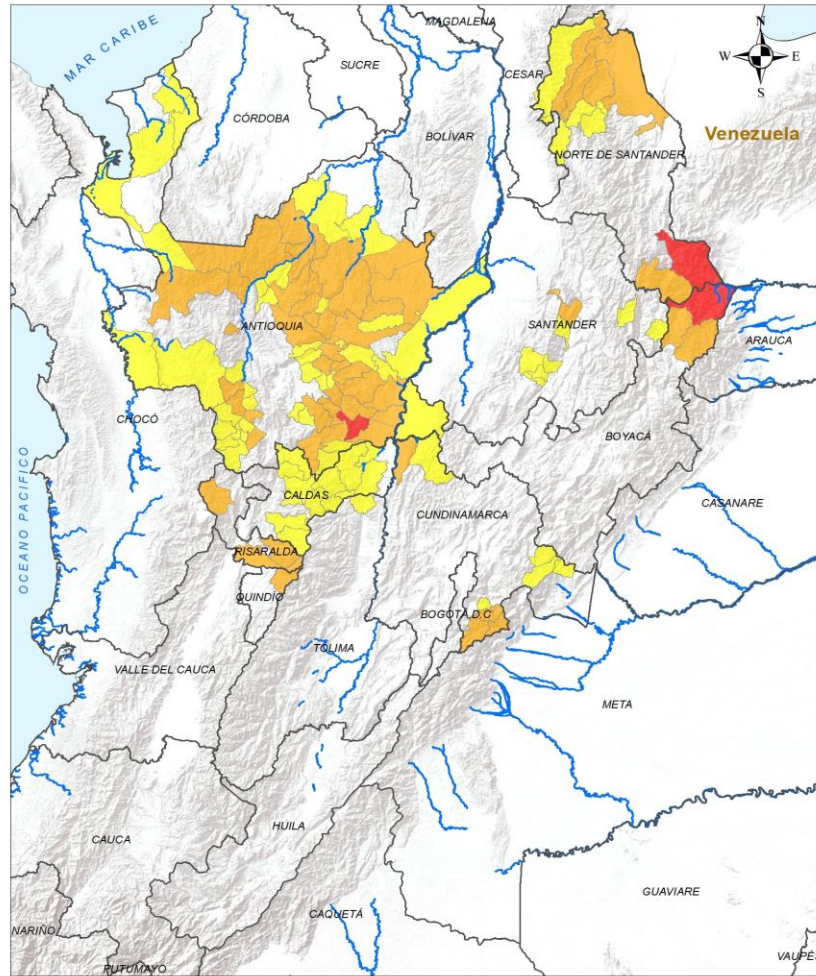 MAGDALENA
N
W E
S
MAR CARIBE
SUCRE
CESAR
CÓRDOBA
BOLÍVAR
Venezuela
NORTE DE SANTANDER
ANTIOQUIA
SANTANDER
ARAUCA
CHOCÓ
BOYACÁ
OCEANO PACIFICO
CALDAS
CASANARE
CUNDINAMARCA
RISARALDA
QUINDÍO
BOGOTÁ D.C
TOLIMA
VALLE DEL CAUCA
META
HUILA
CAUCA
GUAVIARE
CAQUETÁ
NARIÑO
VAUPÉS
PUTUMAYO